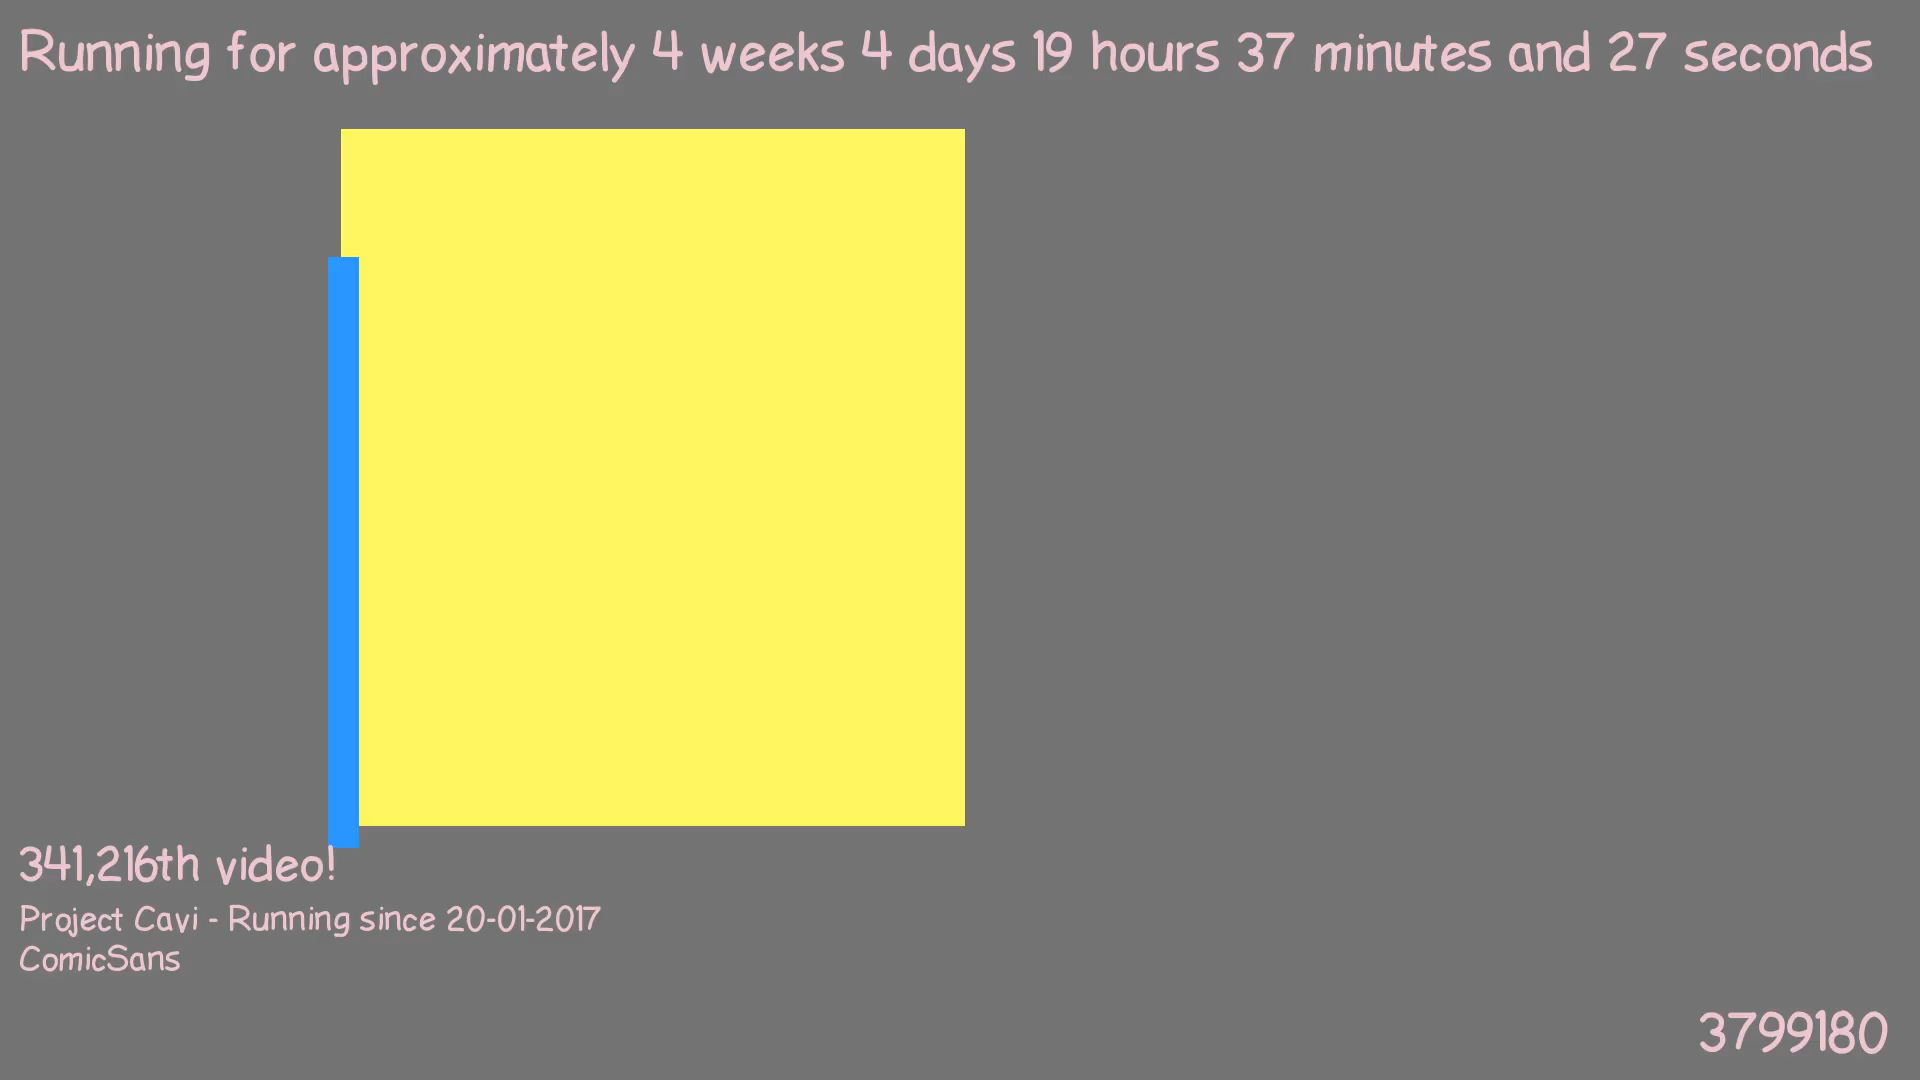 Running for approximately 4 weeks 4 days 19 hours 37 minutes and 27 seconds
341,216th video!
Project Cavi - Running since 20-01-2017
ComicSans
3799180